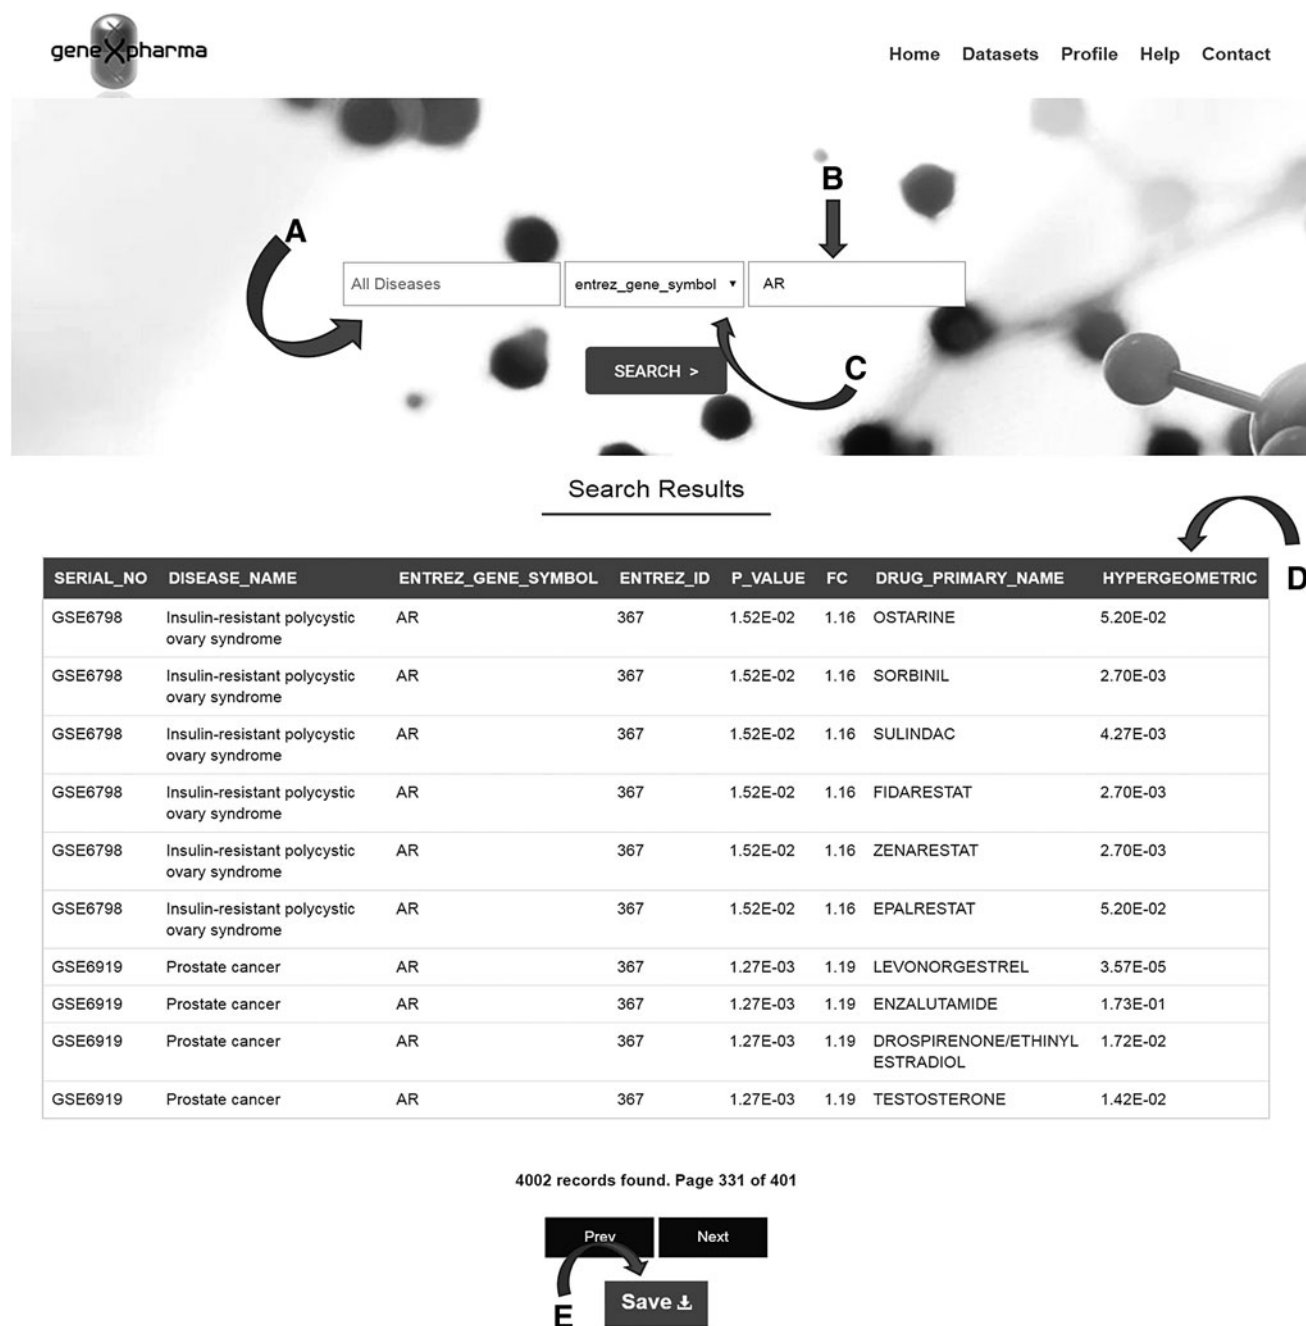 geneXpharma
Home Datasets Profile Help Contact
B
A
All Diseases entrez_gene_symbol AR
SEARCH >
C
Search Results
D
SERIAL_NO DISEASE_NAME ENTREZ_GENE_SYMBOL ENTREZ_ID P_VALUE FC DRUG_PRIMARY_NAME HYPERGEOMETRIC
GSE6798 Insulin-resistant polycystic AR 367 1.52E-02 1.16 OSTARINE 5.20E-02
ovary syndrome
GSE6798 Insulin-resistant polycystic AR 367 1.52E-02 1.16 SORBINIL 2.70E-03
ovary syndrome
GSE6798 Insulin-resistant polycystic AR 367 1.52E-02 1.16 SULINDAC 4.27E-03
ovary syndrome
GSE6798 Insulin-resistant polycystic AR 367 1.52E-02 1.16 FIDARESTAT 2.70E-03
ovary syndrome
GSE6798 Insulin-resistant polycystic AR 367 1.52E-02 1.16 ZENARESTAT 2.70E-03
ovary syndrome
GSE6798 Insulin-resistant polycystic AR 367 1.52E-02 1.16 EPALRESTAT 5.20E-02
ovary syndrome
GSE6919 Prostate cancer AR 367 1.27E-03 1.19 LEVONORGESTREL 3.57E-05
GSE6919 Prostate cancer AR 367 1.27E-03 1.19 ENZALUTAMIDE 1.73E-01
GSE6919 Prostate cancer AR 367 1.27E-03 1.19 DROSPIRENONE/ETHINYL 1.72E-02
ESTRADIOL
GSE6919 Prostate cancer AR 367 1.27E-03 1.19 TESTOSTERONE 1.42E-02
4002 records found. Page 331 of 401
Prev Next
E
Save